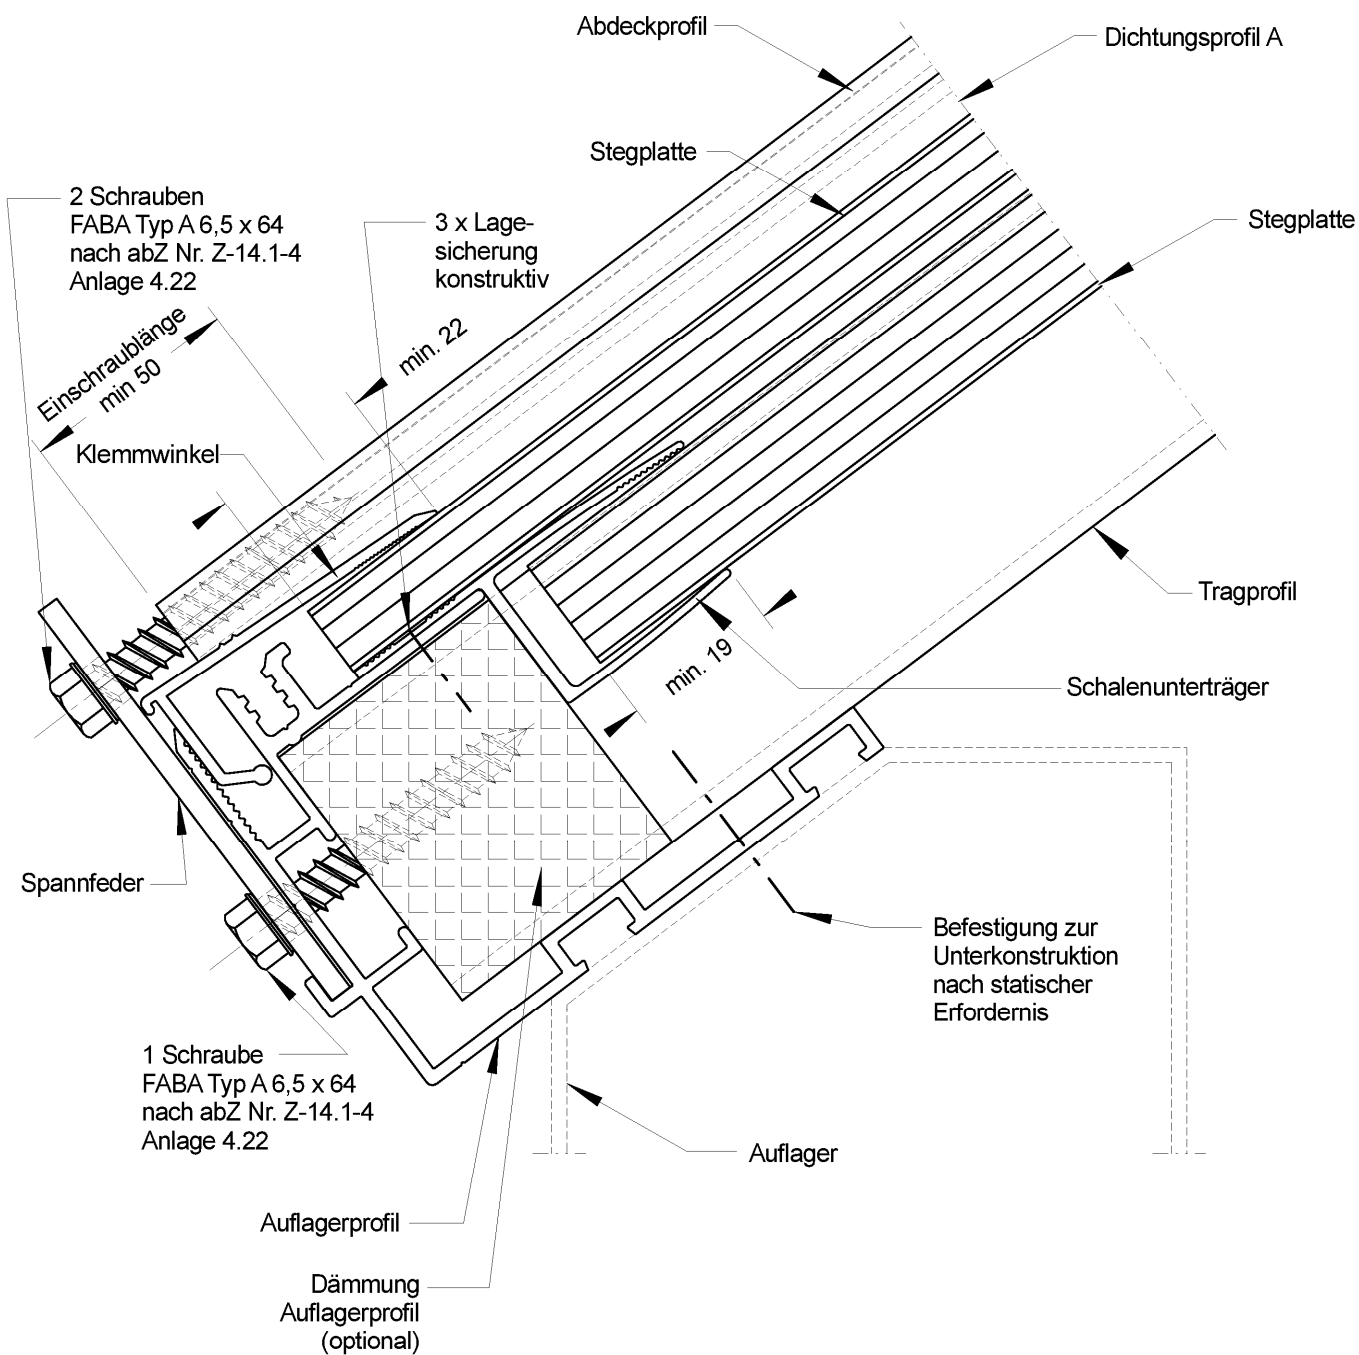 Abdeckprofil
Dichtungsprofil A
Stegplatte
2 Schrauben
FABA Typ A 6,5 x 64
nach abZ Nr. Z-14.1-4
Anlage 4.22
3 x Lage-
sicherung
konstruktiv
Stegplatte
Einschraublänge
min 50
min. 22
Klemmwinkel
Tragprofil
min. 19
Schalenunterträger
Spannfeder
Befestigung zur
Unterkonstruktion
nach statischer
Erfordernis
1 Schraube
FABA Typ A 6,5 x 64
nach abZ Nr. Z-14.1-4
Anlage 4.22
Auflager
Auflagerprofil
Dämmung
Auflagerprofil
(optional)